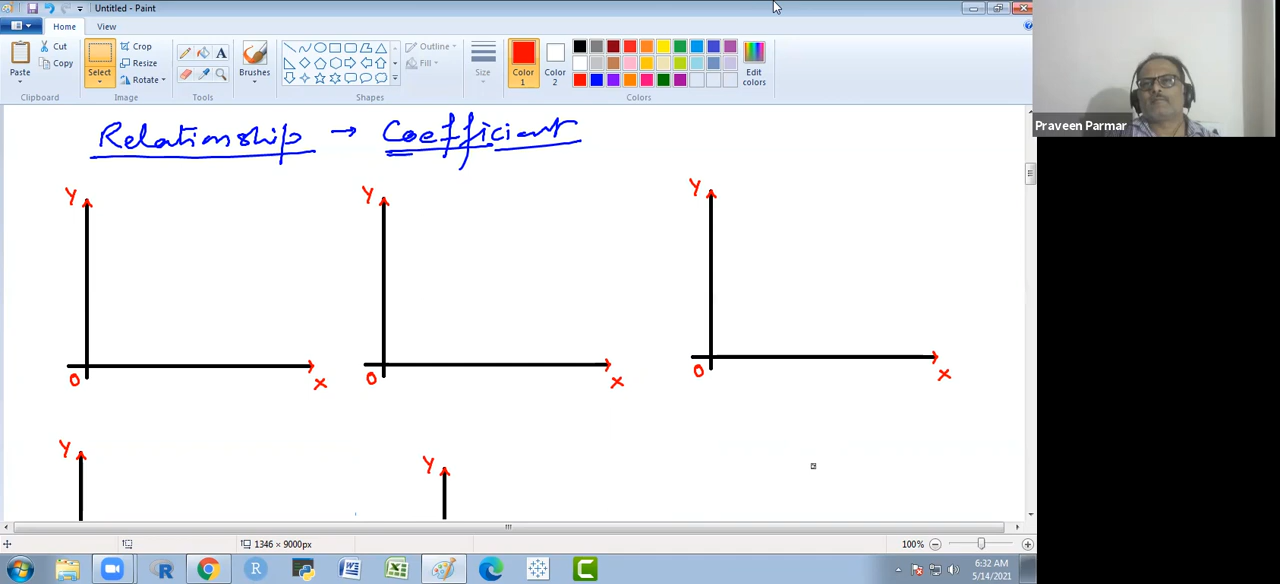 Untitled - Paint
Home View
Cut
Copy
Paste
Clipboard
Select
Crop
Resize
Rotate
Image
A
Tools
Brushes
Outline
Fill
Shapes
Size
Color 1
Color 2
Edit colors
Colors
Praveen Parmar
Relationship → Coefficient
Y
Y
Y
O
X
O
X
O
X
Y
Y
1346 × 9000px
100%
6:32 AM
5/14/2021